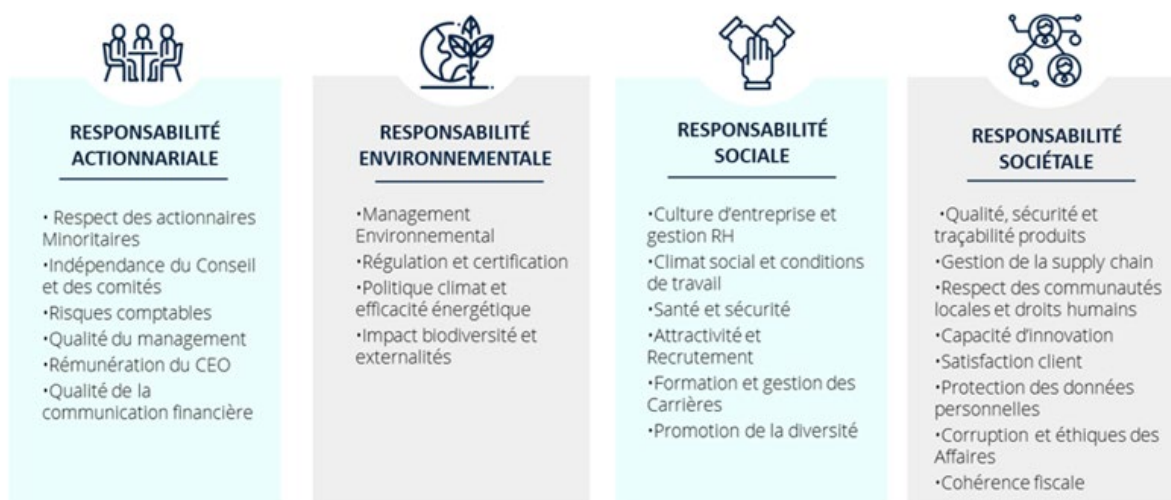 RESPONSABILITÉ
ACTIONNARIALE
• Respect des actionnaires
Minoritaires
•Indépendance du Conseil
et des comités
•Risques comptables
•Qualité du management
•Rémunération du CEO
•Qualité de la
communication financière
RESPONSABILITÉ
ENVIRONNEMENTALE
•Management
Environnemental
•Régulation et certification
•Politique climat et
efficacité énergétique
•Impact biodiversité et
externalités
RESPONSABILITÉ
SOCIALE
•Culture d'entreprise et
gestion RH
•Climat social et conditions
de travail
•Santé et sécurité
•Attractivité et
Recrutement
•Formation et gestion des
Carrières
•Promotion de la diversité
RESPONSABILITÉ
SOCIÉTALE
•Qualité, sécurité et
traçabilité produits
•Gestion de la supply chain
•Respect des communautés
locales et droits humains
•Capacité d'innovation
•Satisfaction client
•Protection des données
personnelles
•Corruption et éthiques des
Affaires
•Cohérence fiscale